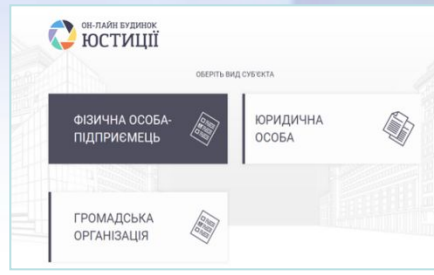 ОН-ЛАЙН БУДИНОК
ЮСТИЦІЇ
ОБЕРІТЬ ВИД СУБ'ЄКТА
ФІЗИЧНА ОСОБА-
ПІДПРИЄМЕЦЬ
ЮРИДИЧНА
ОСОБА
ГРОМАДСЬКА
ОРГАНІЗАЦІЯ